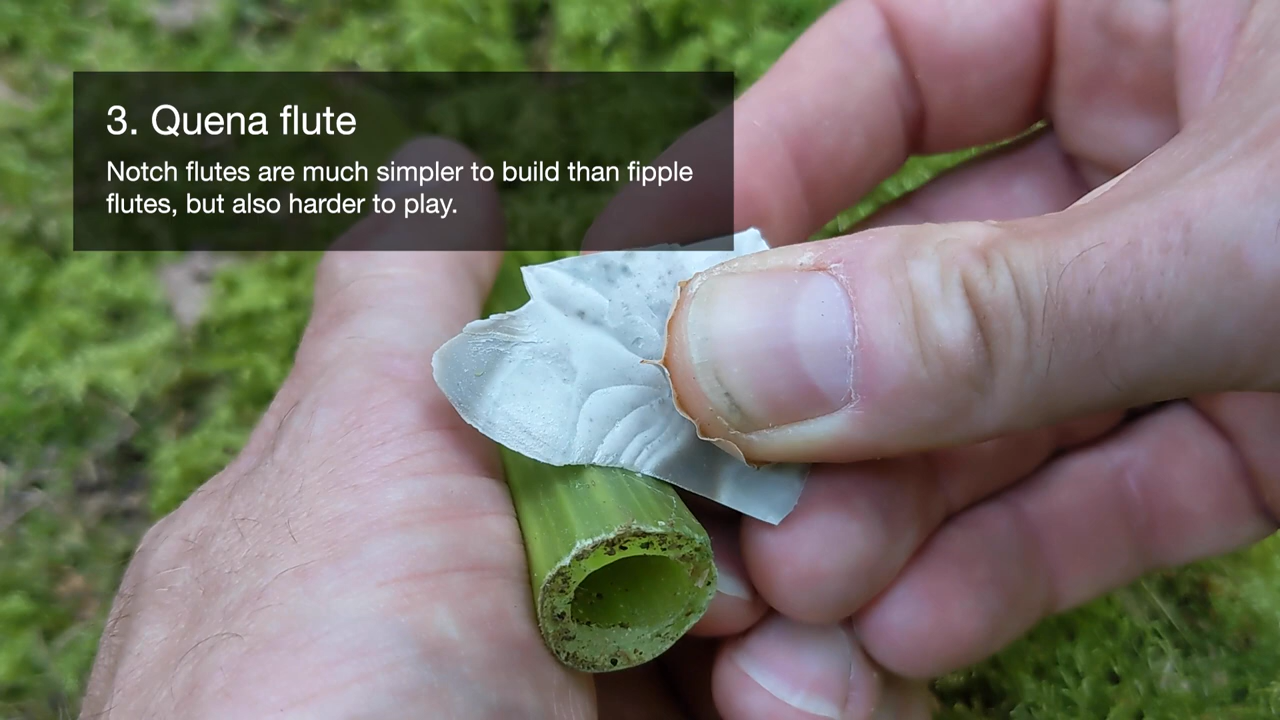 3. Quena flute
Notch flutes are much simpler to build than fipple
flutes, but also harder to play.